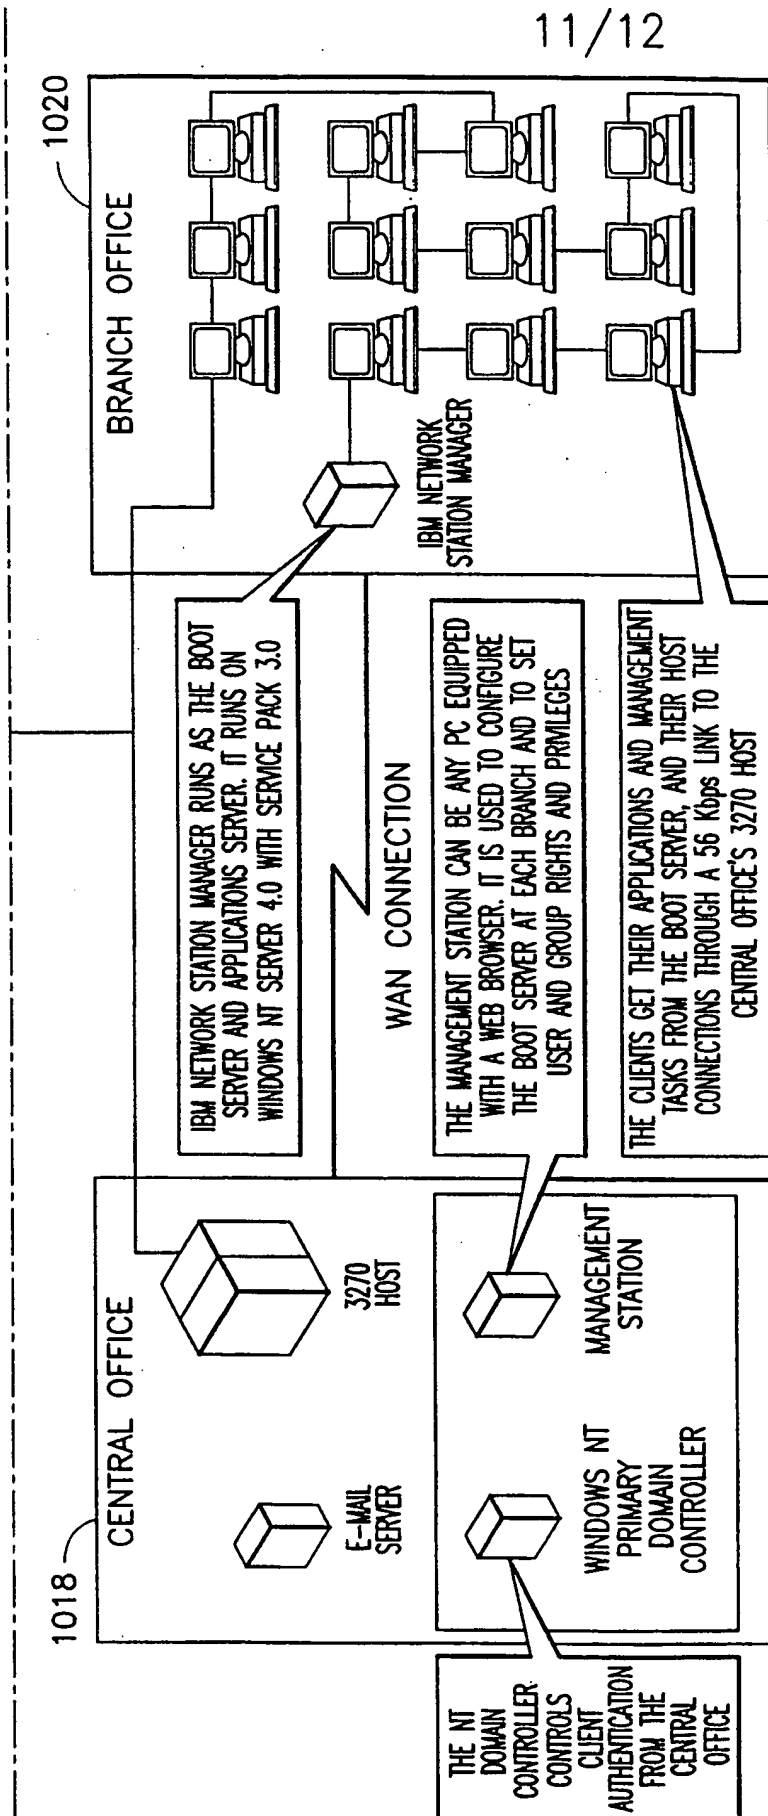 11/12
1018
CENTRAL OFFICE
E-MAIL
SERVER
3270
HOST
THE NT
DOMAIN
CONTROLLER
CONTROLS
CLIENT
AUTHENTICATION
FROM THE
CENTRAL
OFFICE
WINDOWS NT
PRIMARY
DOMAIN
CONTROLLER
MANAGEMENT
STATION
IBM NETWORK STATION MANAGER RUNS AS THE BOOT
SERVER AND APPLICATIONS SERVER. IT RUNS ON
WINDOWS NT SERVER 4.0 WITH SERVICE PACK 3.0
WAN CONNECTION
THE MANAGEMENT STATION CAN BE ANY PC EQUIPPED
WITH A WEB BROWSER. IT IS USED TO CONFIGURE
THE BOOT SERVER AT EACH BRANCH AND TO SET
USER AND GROUP RIGHTS AND PRIVILEGES
THE CLIENTS GET THEIR APPLICATIONS AND MANAGEMENT
TASKS FROM THE BOOT SERVER, AND THEIR HOST
CONNECTIONS THROUGH A 56 Kbps LINK TO THE
CENTRAL OFFICE'S 3270 HOST
1020
BRANCH OFFICE
IBM NETWORK
STATION MANAGER